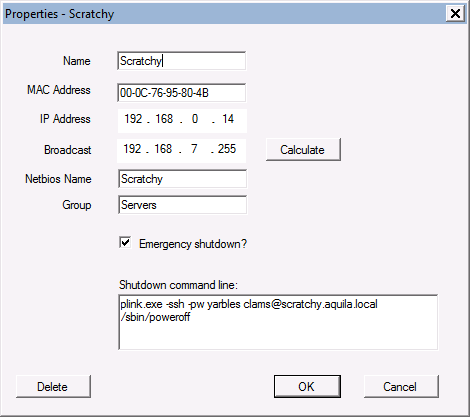 Properties - Scratchy
Name Scratchy
MAC Address 00-0C-76-95-80-4B
IP Address 192 . 168 . 0 . 14
Broadcast 192 . 168 . 7 . 255 Calculate
Netbios Name Scratchy
Group Servers
Emergency shutdown?
Shutdown command line:
plink.exe -ssh -pw yarbles clams@scratchy.aquila.local
/sbin/poweroff
Delete OK Cancel